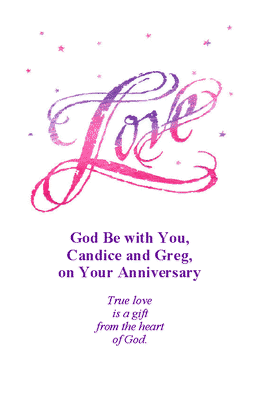 Love
God Be with You,
Candice and Greg,
on Your Anniversary
True love
is a gift
from the heart
of God.